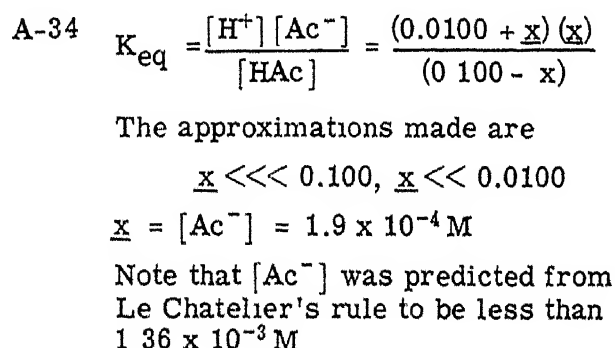 A-34 K_eq = [H⁺] [Ac⁻] / [HAc] = (0.0100 + x) (x) / (0 100 - x)
The approximations made are
x <<< 0.100, x << 0.0100
x = [Ac⁻] = 1.9 x 10⁻⁴ M
Note that [Ac⁻] was predicted from
Le Chatelier's rule to be less than
1 36 x 10⁻³ M